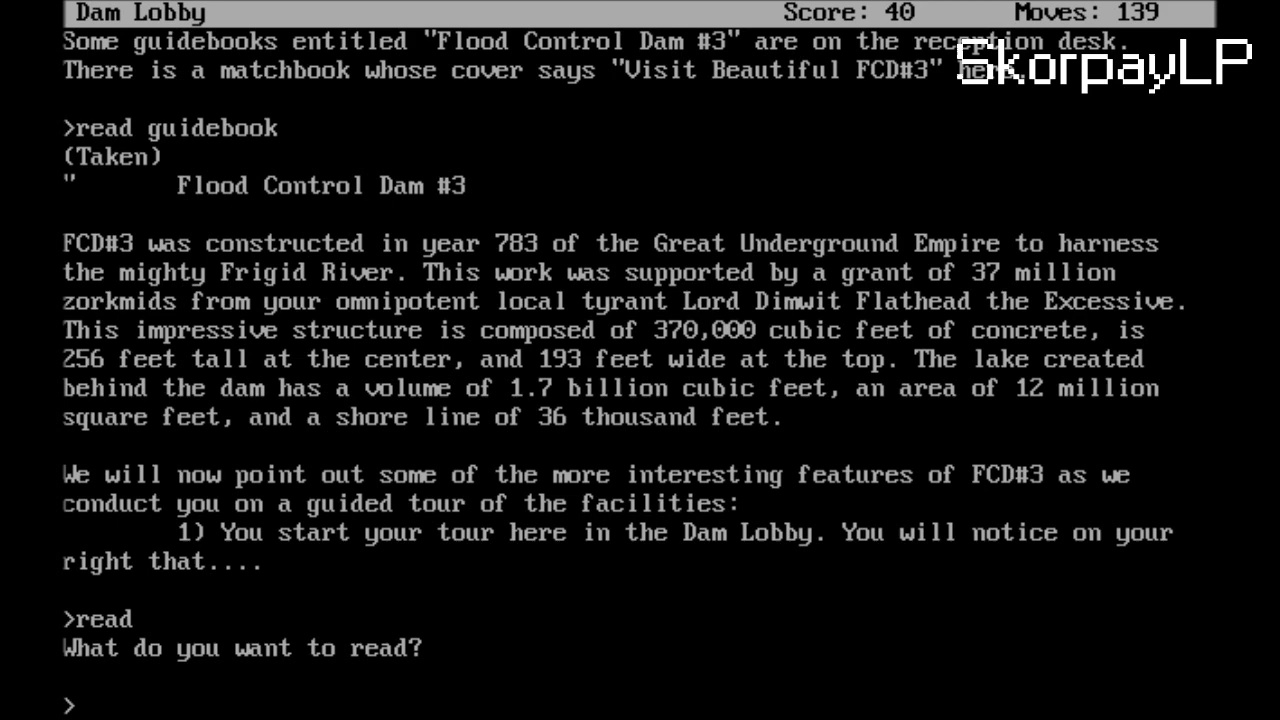 Dam Lobby Score: 40 Moves: 139
Some guidebooks entitled "Flood Control Dam #3" are on the reception desk.
There is a matchbook whose cover says "Visit Beautiful FCD#3" here.
SkorpayLP
>read guidebook
(Taken)
" Flood Control Dam #3
FCD#3 was constructed in year 783 of the Great Underground Empire to harness
the mighty Frigid River. This work was supported by a grant of 37 million
zorkmids from your omnipotent local tyrant Lord Dimwit Flathead the Excessive.
This impressive structure is composed of 370,000 cubic feet of concrete, is
256 feet tall at the center, and 193 feet wide at the top. The lake created
behind the dam has a volume of 1.7 billion cubic feet, an area of 12 million
square feet, and a shore line of 36 thousand feet.
We will now point out some of the more interesting features of FCD#3 as we
conduct you on a guided tour of the facilities:
1) You start your tour here in the Dam Lobby. You will notice on your
right that....
>read
What do you want to read?
>